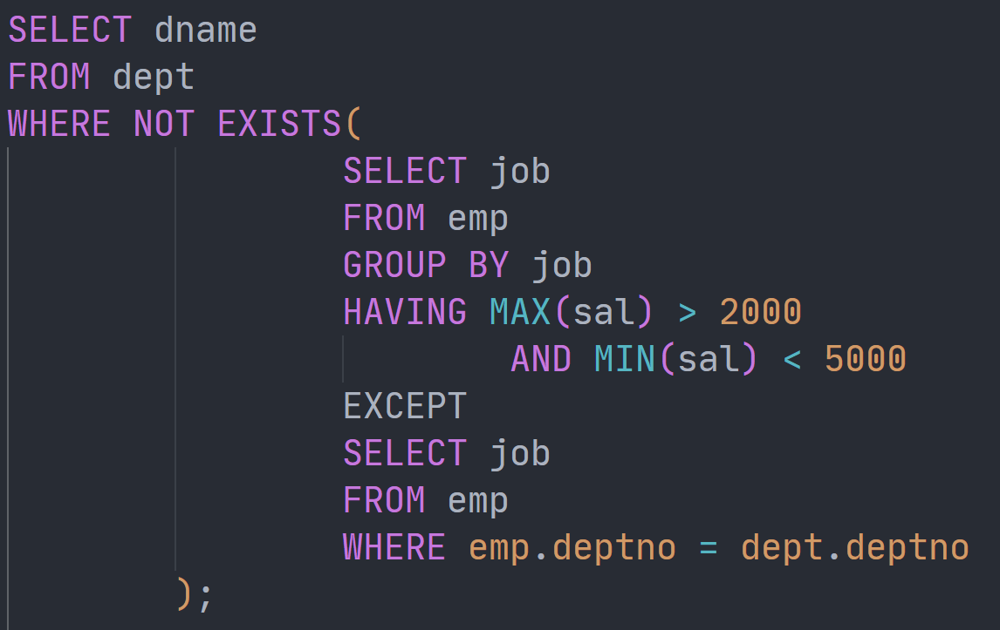 SELECT dname
FROM dept
WHERE NOT EXISTS(
SELECT job
FROM emp
GROUP BY job
HAVING MAX(sal) > 2000
AND MIN(sal) < 5000
EXCEPT
SELECT job
FROM emp
WHERE emp.deptno = dept.deptno
);